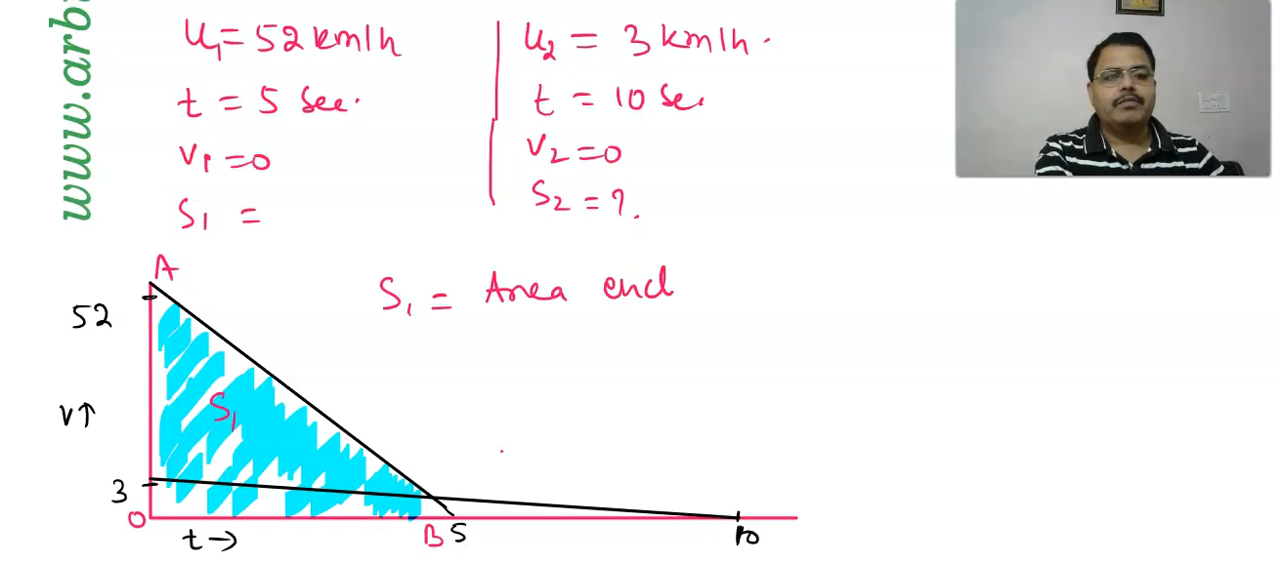 www.arb
U₁ = 52 km/h
t = 5 Sec.
V₁ = 0
S₁ =
U₂ = 3 km/h.
t = 10 Sec
V₂ = 0
S₂ = ?.
A
S₁ = Area encl
52
S₁
V↑
3
O
t→
B 5
10